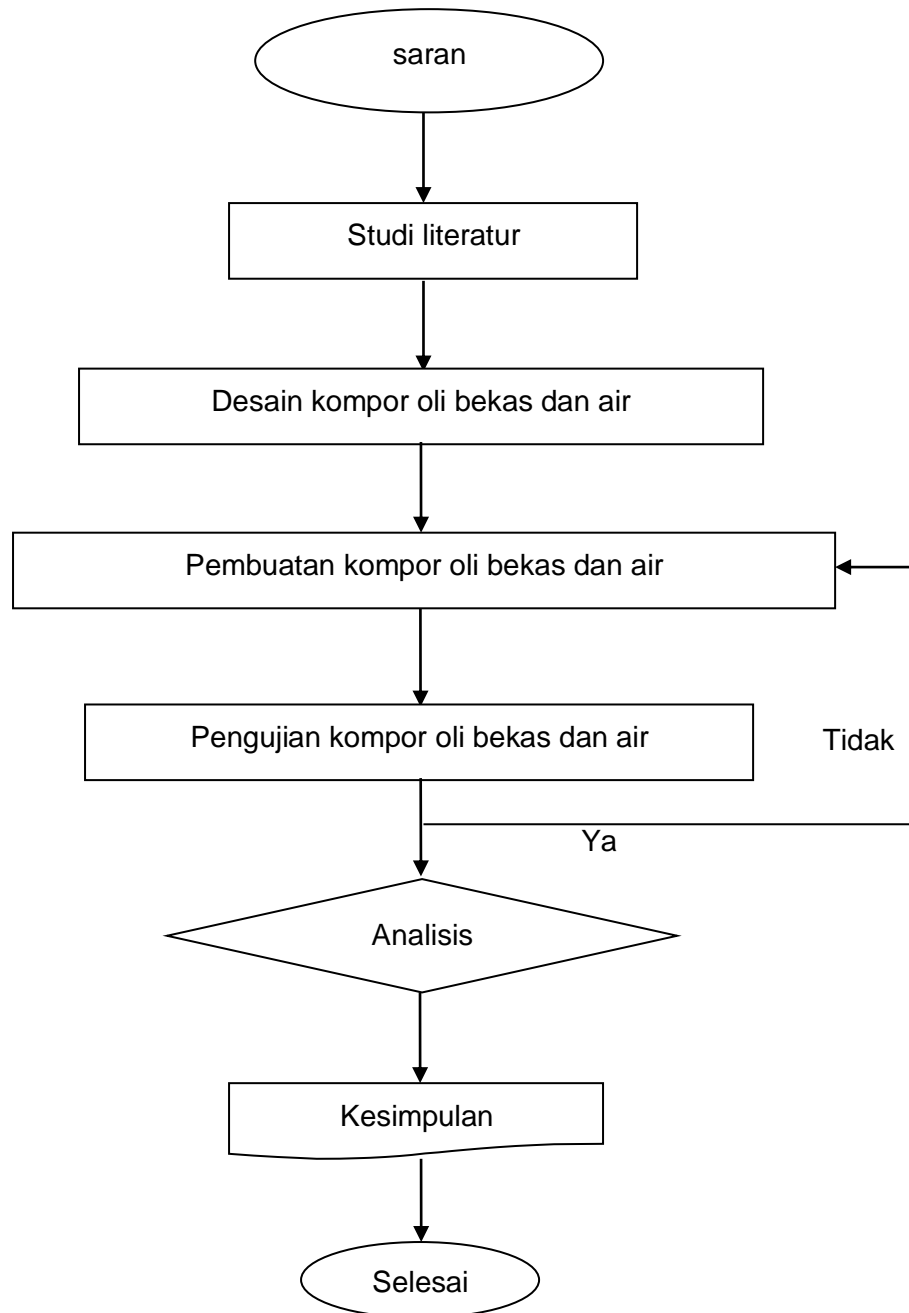 saran
Studi literatur
Desain kompor oli bekas dan air
Pembuatan kompor oli bekas dan air
Pengujian kompor oli bekas dan air
Tidak
Ya
Analisis
Kesimpulan
Selesai